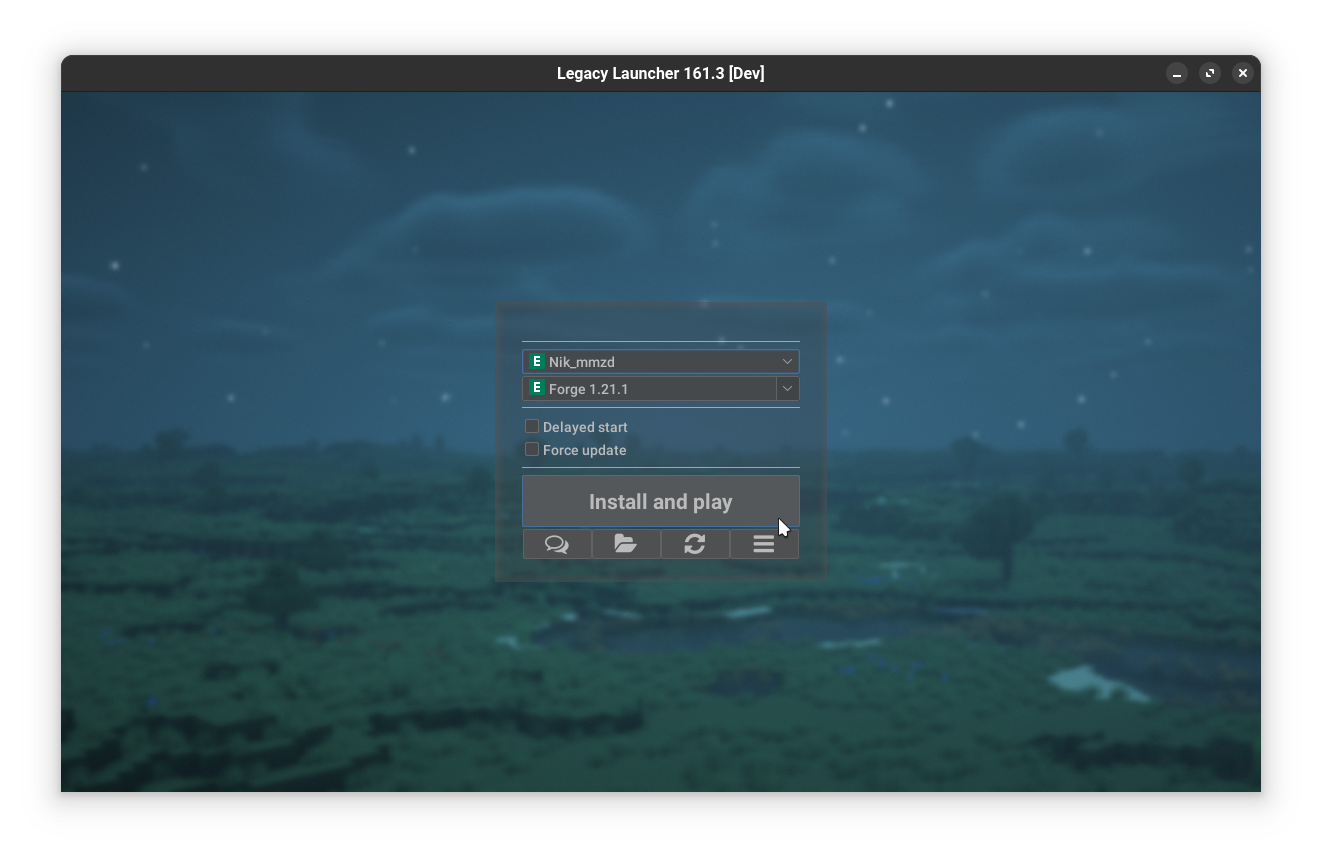 Legacy Launcher 161.3 [Dev]
E Nik_mmzd
E Forge 1.21.1
Delayed start
Force update
Install and play